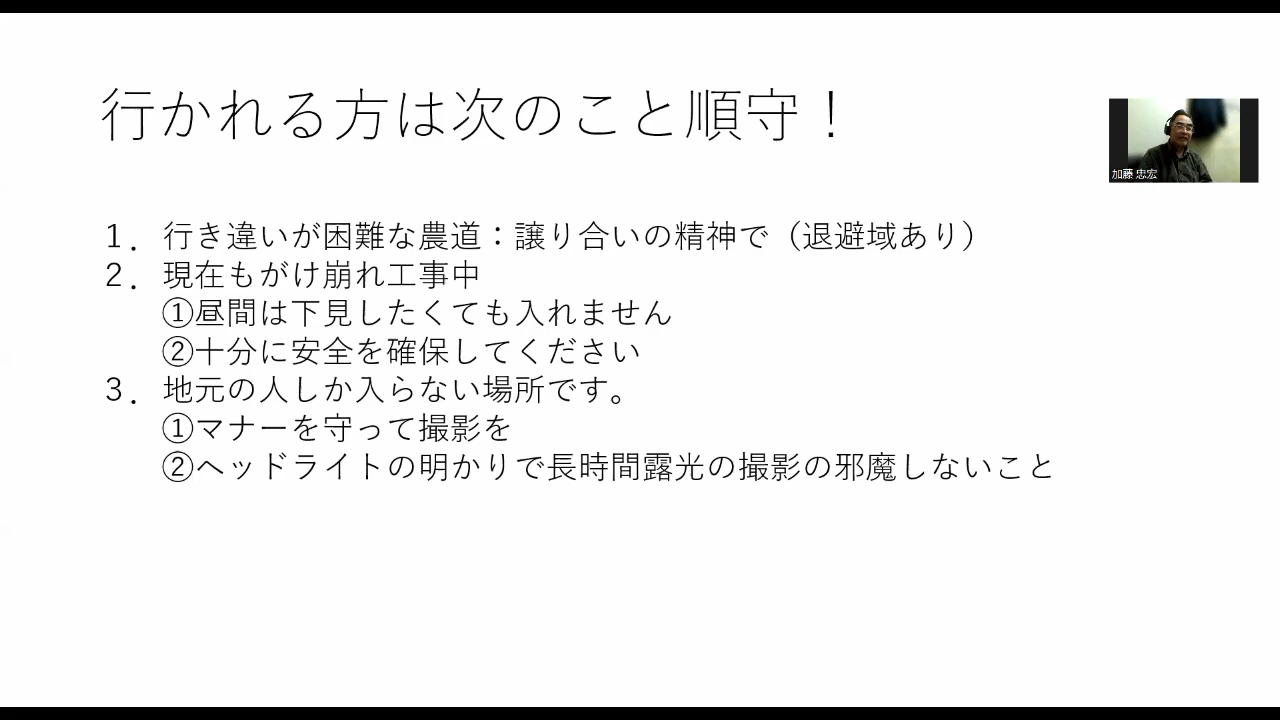 行かれる方は次のこと順守！
加藤 忠宏
１．行き違いが困難な農道：譲り合いの精神で（退避域あり）
２．現在もがけ崩れ工事中
①昼間は下見したくても入れません
②十分に安全を確保してください
３．地元の人しか入らない場所です。
①マナーを守って撮影を
②ヘッドライトの明かりで長時間露光の撮影の邪魔しないこと